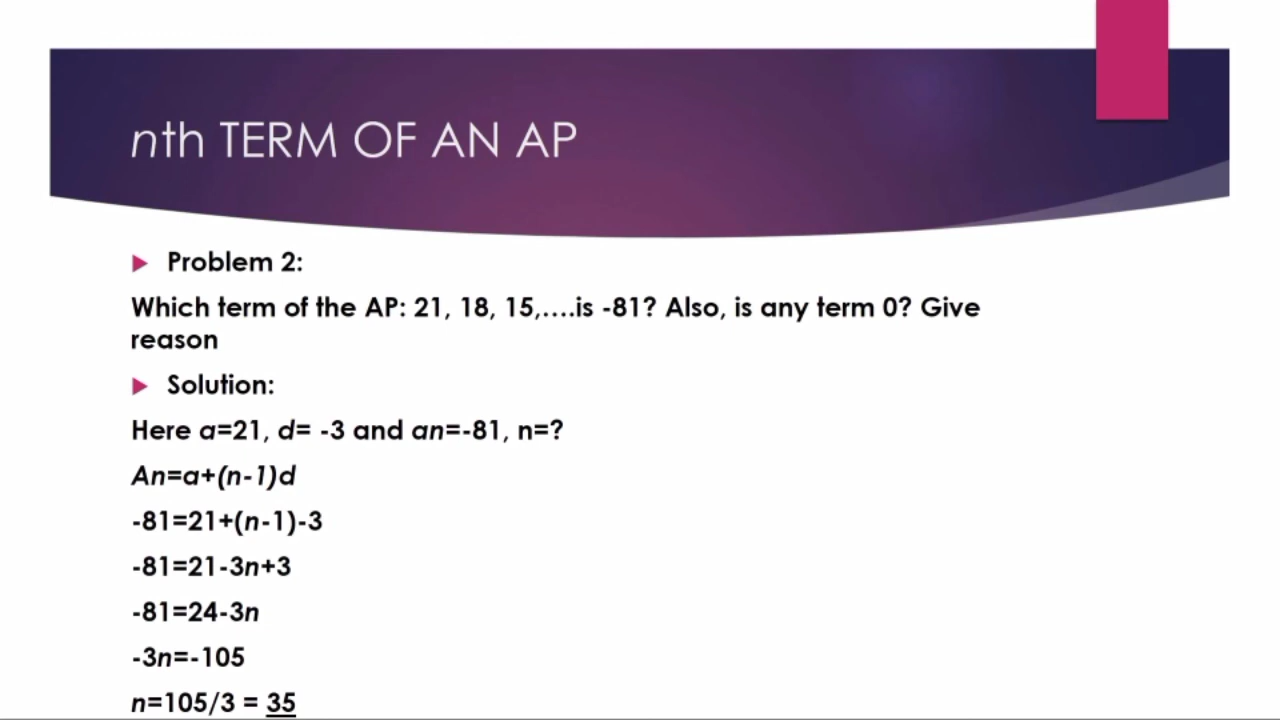 nth TERM OF AN AP
Problem 2:
Which term of the AP: 21, 18, 15,....is -81? Also, is any term 0? Give
reason
Solution:
Here a=21, d= -3 and an=-81, n=?
An=a+(n-1)d
-81=21+(n-1)-3
-81=21-3n+3
-81=24-3n
-3n=-105
n=105/3 = 35